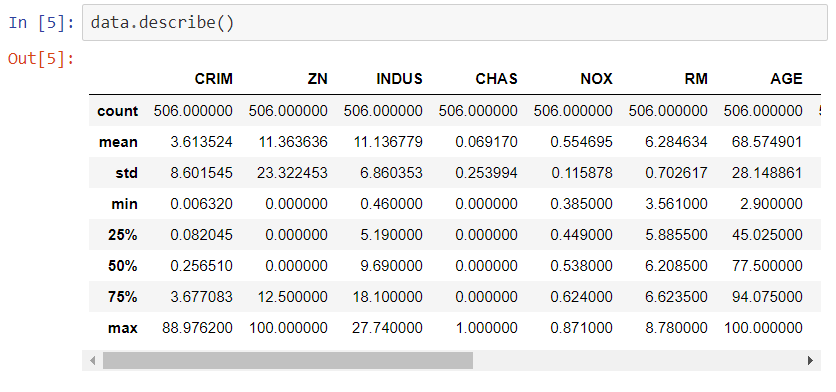 In [5]: data.describe()
Out[5]:
CRIM ZN INDUS CHAS NOX RM AGE
count 506.000000 506.000000 506.000000 506.000000 506.000000 506.000000 506.000000
mean 3.613524 11.363636 11.136779 0.069170 0.554695 6.284634 68.574901
std 8.601545 23.322453 6.860353 0.253994 0.115878 0.702617 28.148861
min 0.006320 0.000000 0.460000 0.000000 0.385000 3.561000 2.900000
25% 0.082045 0.000000 5.190000 0.000000 0.449000 5.885500 45.025000
50% 0.256510 0.000000 9.690000 0.000000 0.538000 6.208500 77.500000
75% 3.677083 12.500000 18.100000 0.000000 0.624000 6.623500 94.075000
max 88.976200 100.000000 27.740000 1.000000 0.871000 8.780000 100.000000